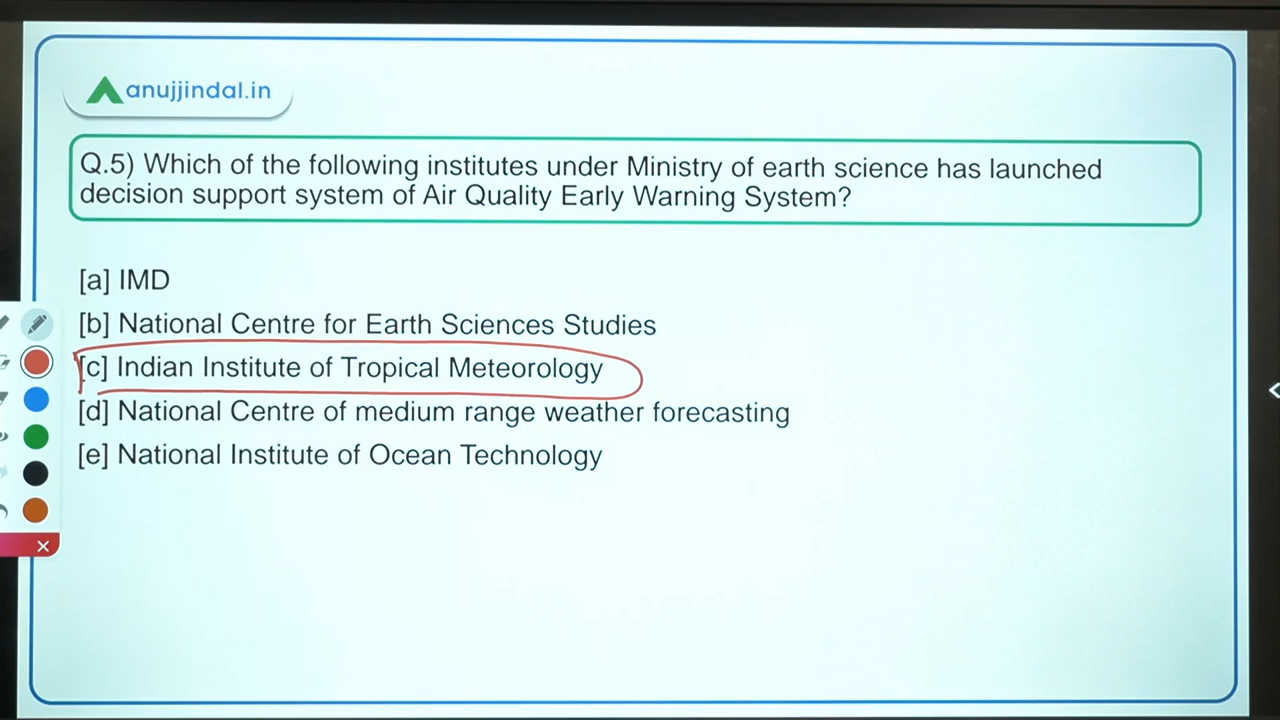 anujjindal.in
Q.5) Which of the following institutes under Ministry of earth science has launched
decision support system of Air Quality Early Warning System?
[a] IMD
[b] National Centre for Earth Sciences Studies
[c] Indian Institute of Tropical Meteorology
[d] National Centre of medium range weather forecasting
[e] National Institute of Ocean Technology